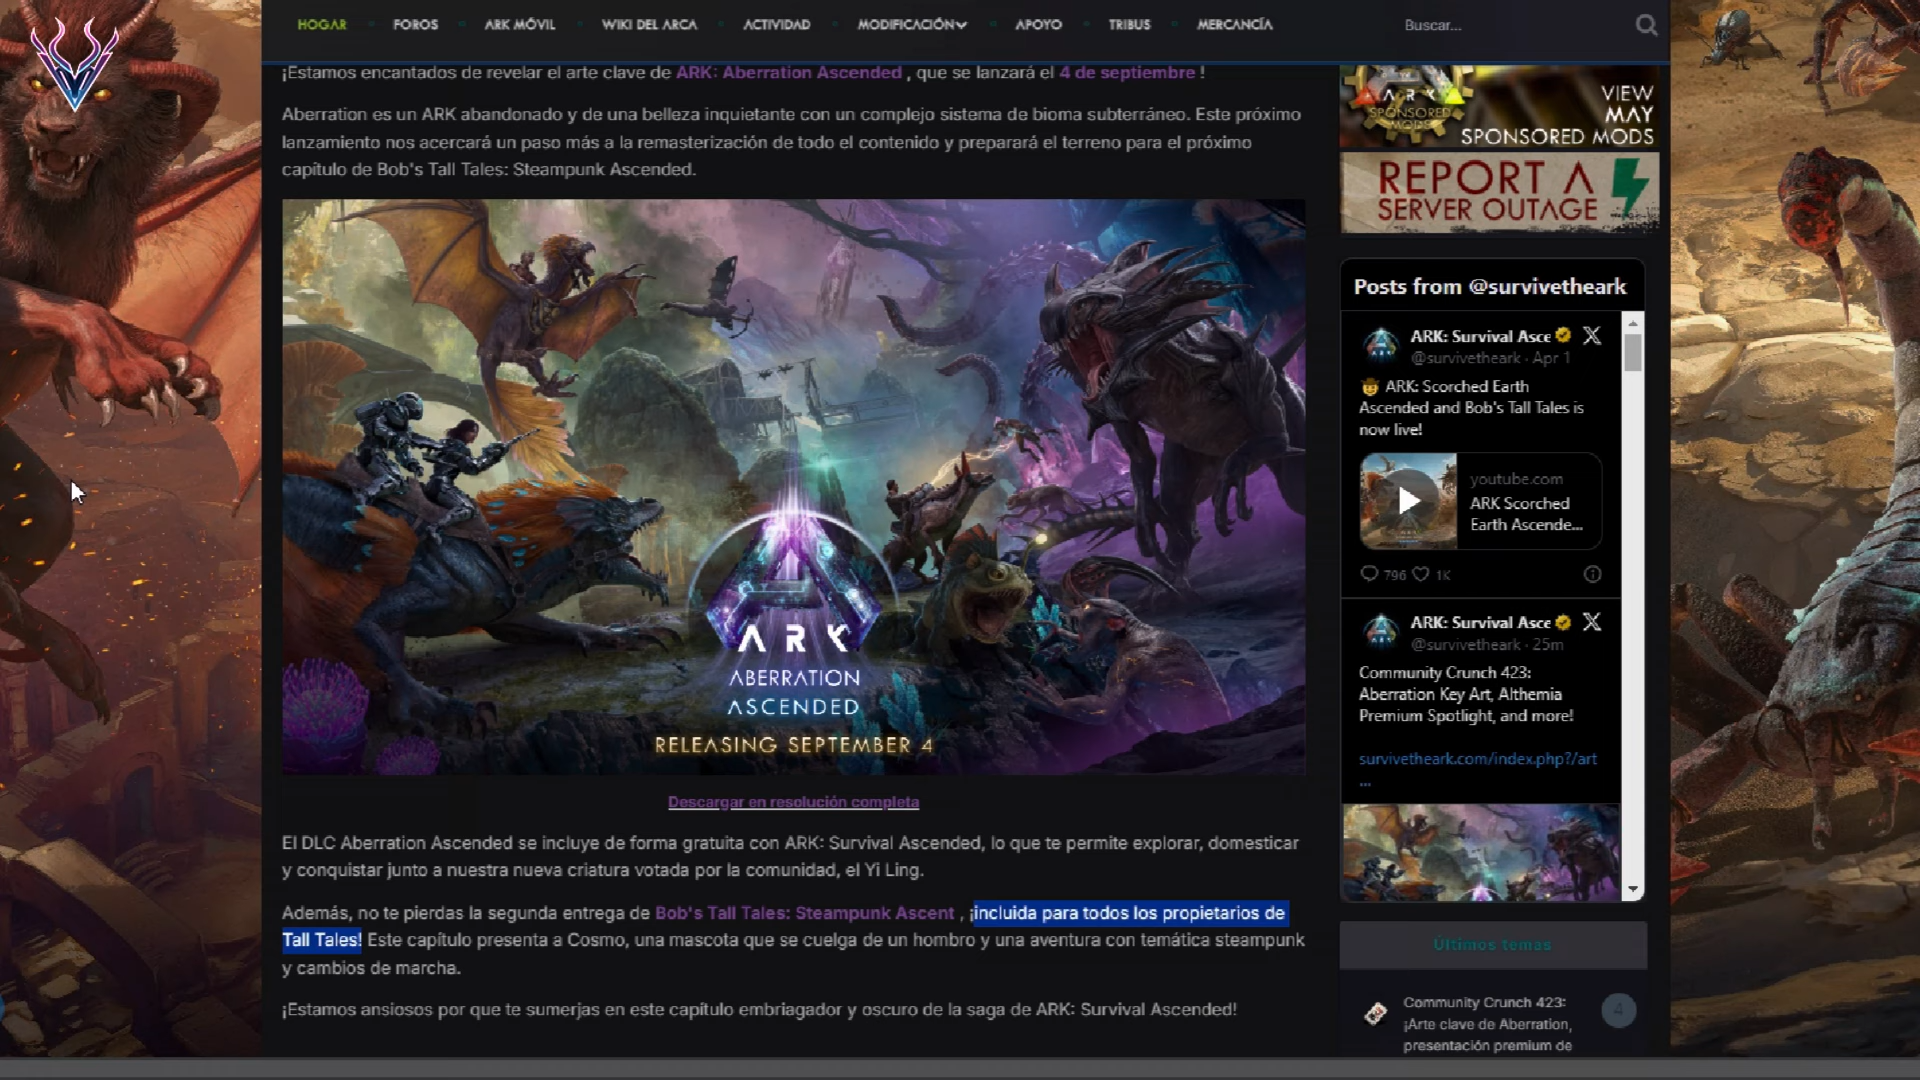 HOGAR
FOROS
ARK MÓVIL
WIKI DEL ARCA
ACTIVIDAD
MODIFICACIÓN
APOYO
TRIBUS
MERCANCÍA
Buscar...
¡Estamos encantados de revelar el arte clave de ARK: Aberration Ascended , que se lanzará el 4 de septiembre !
Aberration es un ARK abandonado y de una belleza inquietante con un complejo sistema de bioma subterráneo. Este próximo
lanzamiento nos acercará un paso más a la remasterización de todo el contenido y preparará el terreno para el próximo
capítulo de Bob's Tall Tales: Steampunk Ascended.
ARK
ABERRATION
ASCENDED
RELEASING SEPTEMBER 4
Descargar en resolución completa
El DLC Aberration Ascended se incluye de forma gratuita con ARK: Survival Ascended, lo que te permite explorar, domesticar
y conquistar junto a nuestra nueva criatura votada por la comunidad, el Yi Ling.
Además, no te pierdas la segunda entrega de Bob's Tall Tales: Steampunk Ascent , ¡incluida para todos los propietarios de
Tall Tales! Este capítulo presenta a Cosmo, una mascota que se cuelga de un hombro y una aventura con temática steampunk
y cambios de marcha.
¡Estamos ansiosos por que te sumerjas en este capítulo embriagador y oscuro de la saga de ARK: Survival Ascended!
ARK
SPONSORED
MODS
VIEW
MAY
SPONSORED MODS
REPORT A
SERVER OUTAGE
Posts from @survivetheark
ARK: Survival Asce
@survivetheark · Apr 1
ARK: Scorched Earth
Ascended and Bob's Tall Tales is
now live!
youtube.com
ARK Scorched
Earth Ascende...
796 1K
ARK: Survival Asce
@survivetheark · 25m
Community Crunch 423:
Aberration Key Art, Althemia
Premium Spotlight, and more!
survivetheark.com/index.php?/art
...
Últimos temas
Community Crunch 423:
¡Arte clave de Aberration,
presentación premium de
4